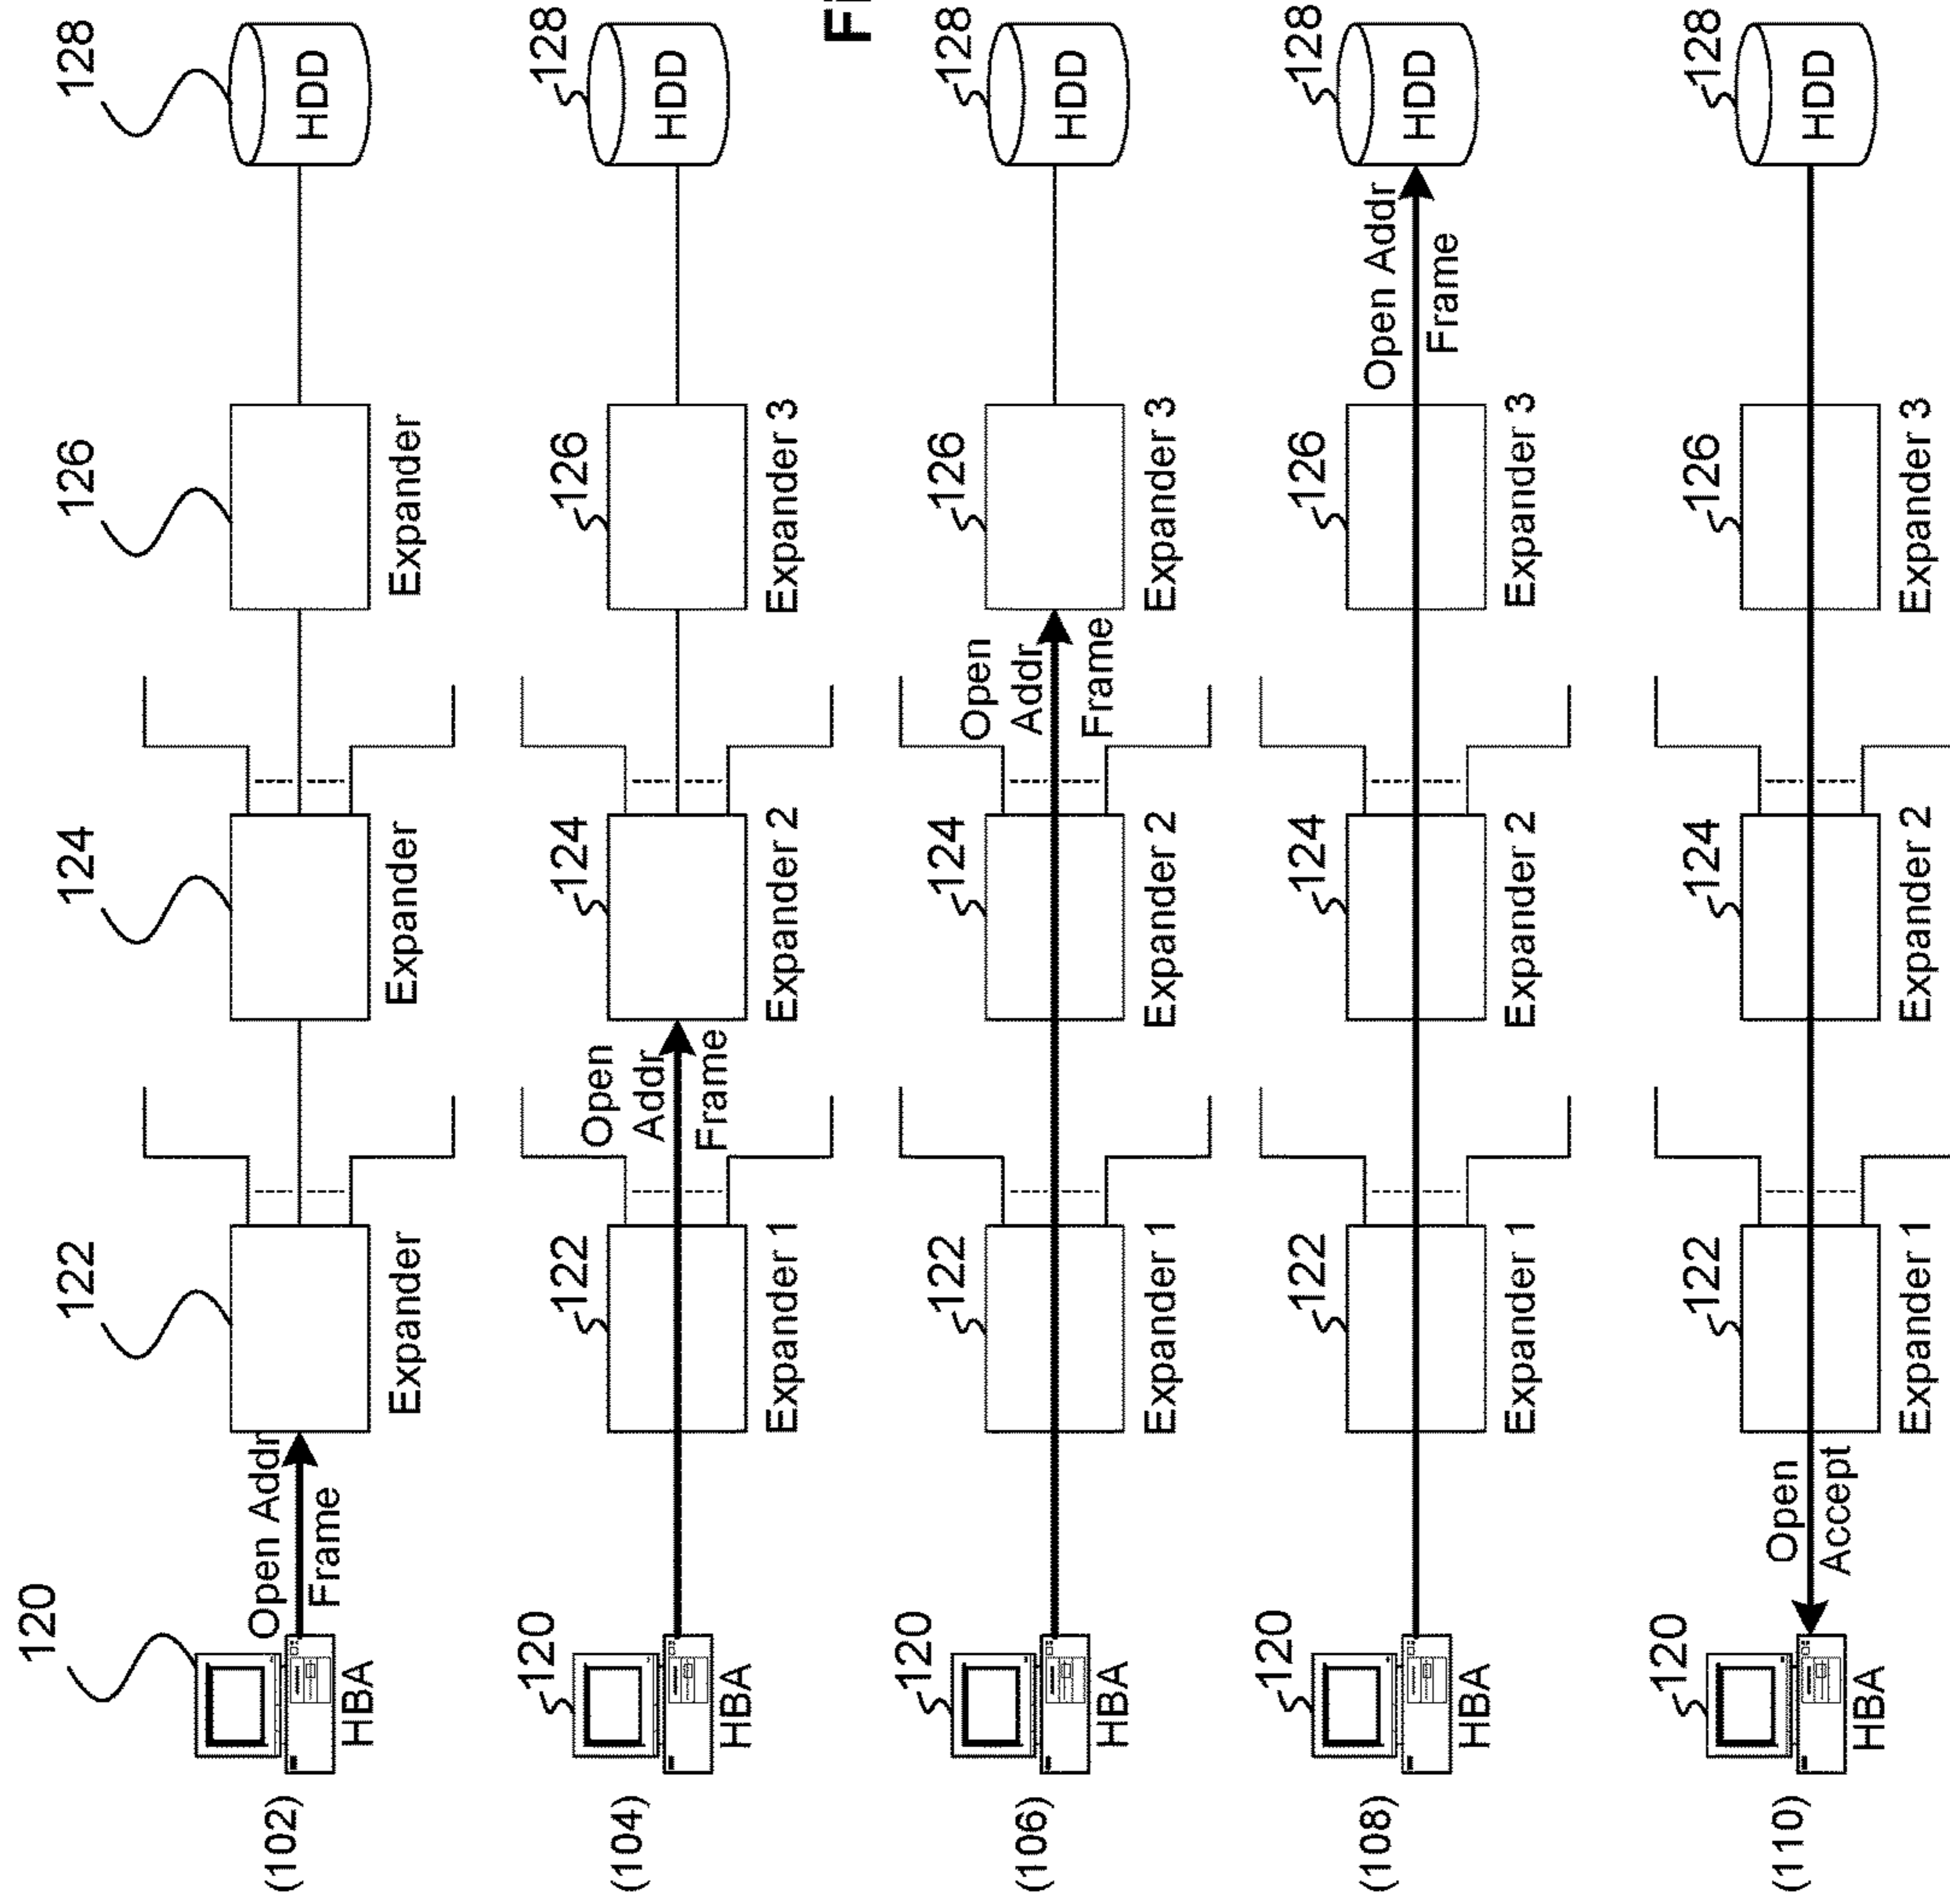 120
122
124
126
128
(102)
Open Addr
Frame
HDD
HBA
Expander
Expander
Expander
120
122
124
126
128
(104)
Open
Addr
Frame
HDD
HBA
Expander 1
Expander 2
Expander 3
120
122
124
126
128
(106)
Open
Addr
Frame
HDD
HBA
Expander 1
Expander 2
Expander 3
120
122
124
126
128
(108)
Open Addr
Frame
HDD
HBA
Expander 1
Expander 2
Expander 3
120
122
124
126
128
(110)
Open
Accept
HDD
HBA
Expander 1
Expander 2
Expander 3